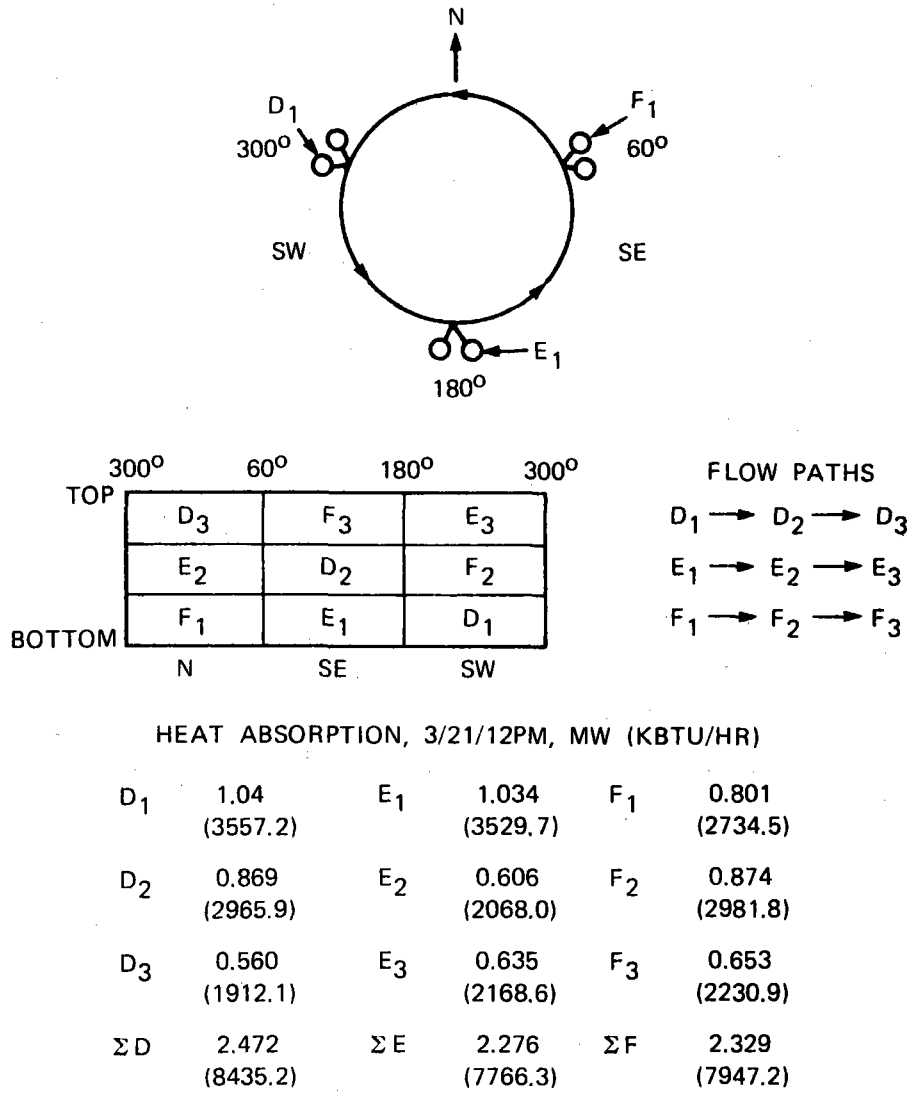 N
D1
F1
300°
60°
SW
SE
E1
180°
300° 60° 180° 300°
TOP
D3 F3 E3
E2 D2 F2
F1 E1 D1
BOTTOM
N SE SW
FLOW PATHS
D1 → D2 → D3
E1 → E2 → E3
F1 → F2 → F3
HEAT ABSORPTION, 3/21/12PM, MW (KBTU/HR)
D1 1.04 E1 1.034 F1 0.801
(3557.2) (3529.7) (2734.5)
D2 0.869 E2 0.606 F2 0.874
(2965.9) (2068.0) (2981.8)
D3 0.560 E3 0.635 F3 0.653
(1912.1) (2168.6) (2230.9)
ΣD 2.472 ΣE 2.276 ΣF 2.329
(8435.2) (7766.3) (7947.2)